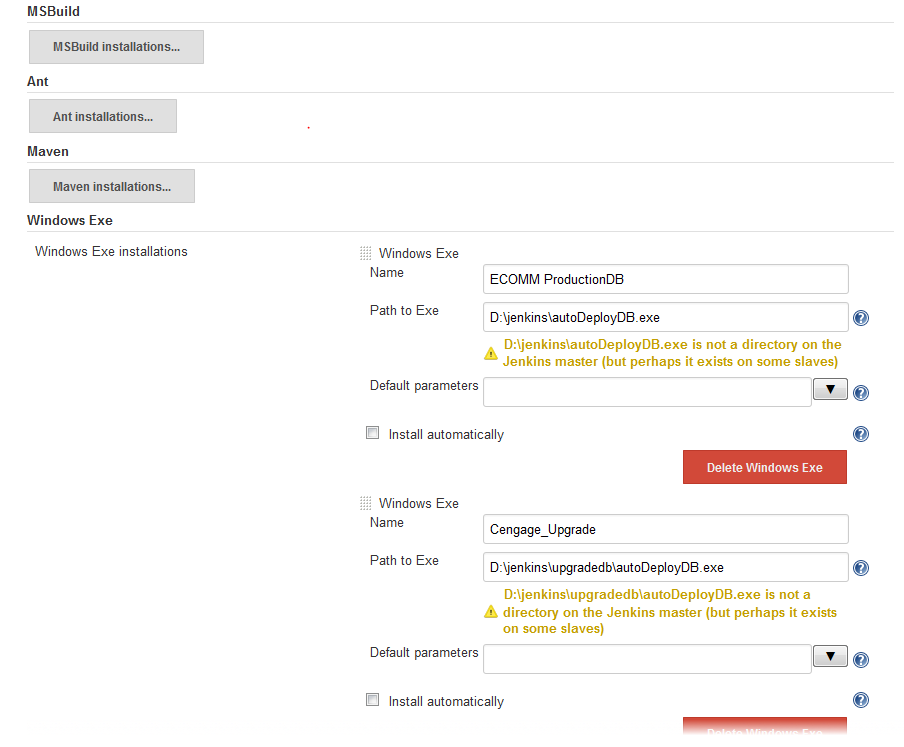 MSBuild
MSBuild installations...
Ant
Ant installations...
Maven
Maven installations...
Windows Exe
Windows Exe installations
Windows Exe
Name
ECOMM ProductionDB
Path to Exe
D:\jenkins\autoDeployDB.exe
D:\jenkins\autoDeployDB.exe is not a directory on the
Jenkins master (but perhaps it exists on some slaves)
Default parameters
Install automatically
Delete Windows Exe
Windows Exe
Name
Cengage_Upgrade
Path to Exe
D:\jenkins\upgradedb\autoDeployDB.exe
D:\jenkins\upgradedb\autoDeployDB.exe is not a
directory on the Jenkins master (but perhaps it exists
on some slaves)
Default parameters
Install automatically
Delete Windows Exe